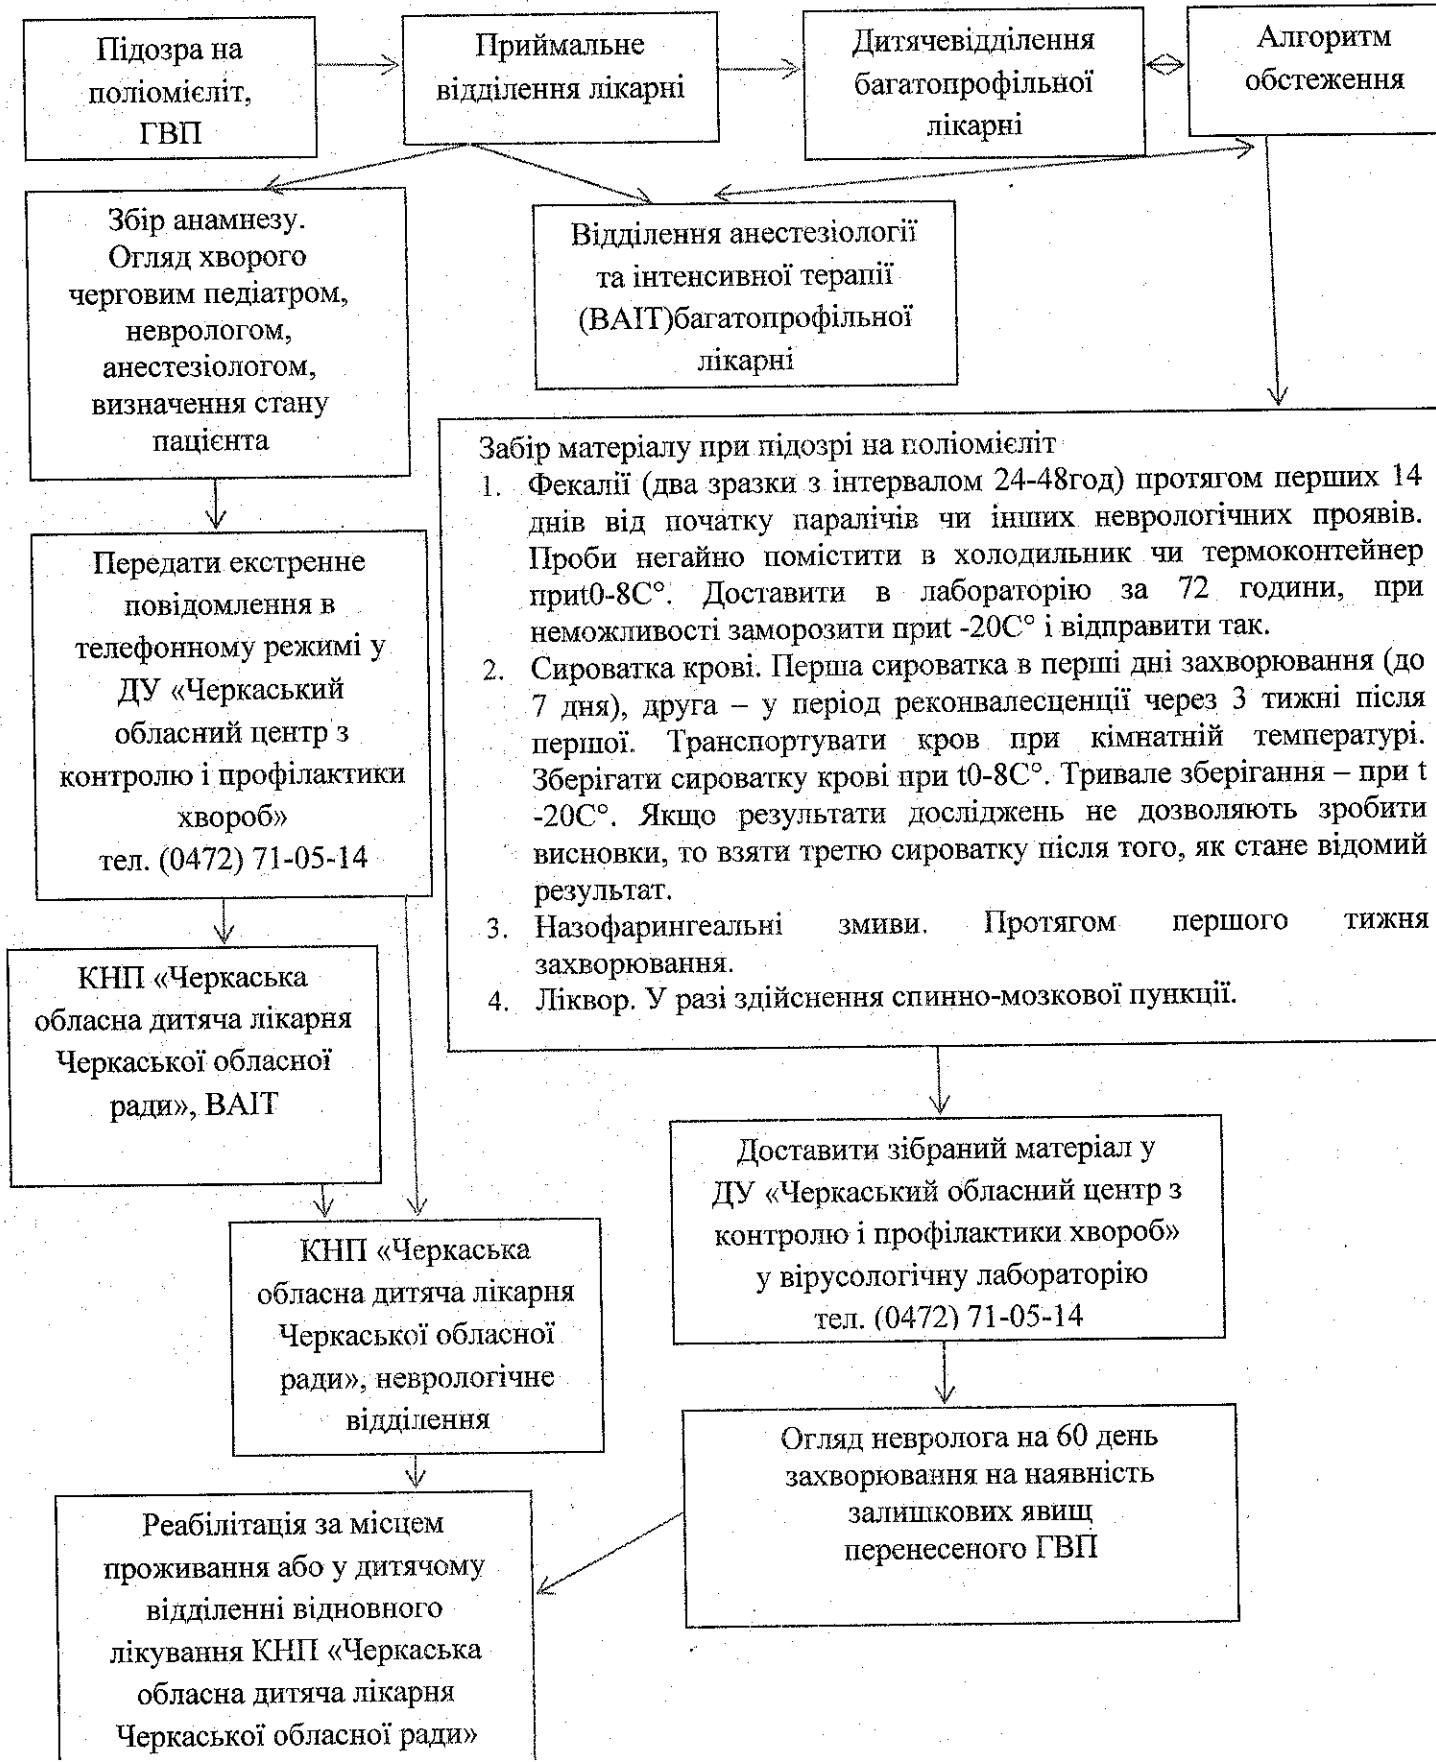 Підозра на
поліомієліт,
ГВП
Приймальне
відділення лікарні
Дитячевідділення
багатопрофільної
лікарні
Алгоритм
обстеження
Збір анамнезу.
Огляд хворого
черговим педіатром,
неврологом,
анестезіологом,
визначення стану
пацієнта
Відділення анестезіології
та інтенсивної терапії
(ВАІТ)багатопрофільної
лікарні
Передати екстренне
повідомлення в
телефонному режимі у
ДУ «Черкаський
обласний центр з
контролю і профілактики
хвороб»
тел. (0472) 71-05-14
Забір матеріалу при підозрі на поліомієліт
1. Фекалії (два зразки з інтервалом 24-48год) протягом перших 14
днів від початку паралічів чи інших неврологічних проявів.
Проби негайно помістити в холодильник чи термоконтейнер
приt0-8С°. Доставити в лабораторію за 72 години, при
неможливості заморозити приt -20С° і відправити так.
2. Сироватка крові. Перша сироватка в перші дні захворювання (до
7 дня), друга – у період реконвалесценції через 3 тижні після
першої. Транспортувати кров при кімнатній температурі.
Зберігати сироватку крові при t0-8С°. Тривале зберігання – при t
-20С°. Якщо результати досліджень не дозволяють зробити
висновки, то взяти третю сироватку після того, як стане відомий
результат.
3. Назофарингеальні змиви. Протягом першого тижня
захворювання.
4. Ліквор. У разі здійснення спинно-мозкової пункції.
КНП «Черкаська
обласна дитяча лікарня
Черкаської обласної
ради», ВАІТ
Доставити зібраний матеріал у
ДУ «Черкаський обласний центр з
контролю і профілактики хвороб»
у вірусологічну лабораторію
тел. (0472) 71-05-14
КНП «Черкаська
обласна дитяча лікарня
Черкаської обласної
ради», неврологічне
відділення
Огляд невролога на 60 день
захворювання на наявність
залишкових явищ
перенесеного ГВП
Реабілітація за місцем
проживання або у дитячому
відділенні відновного
лікування КНП «Черкаська
обласна дитяча лікарня
Черкаської обласної ради»